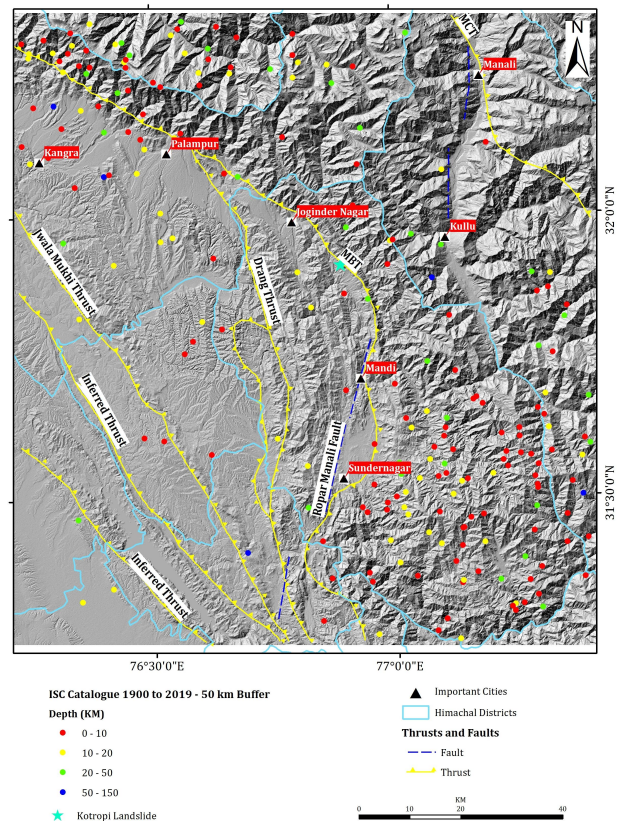 MCT
N
Manali
Palampur
Kangra
Joginder Nagar
Kullu
32°0'0"N
Jwala Mukhi Thrust
Drang Thrust
MBT
Mandi
Inferred Thrust
Ropar Manali Fault
Sundernagar
31°30'0"N
Inferred Thrust
76°30'0"E
77°0'0"E
ISC Catalogue 1900 to 2019 - 50 km Buffer
Depth (KM)
0 - 10
10 - 20
20 - 50
50 - 150
Kotropi Landslide
Important Cities
Himachal Districts
Thrusts and Faults
Fault
Thrust
KM
0 10 20 40